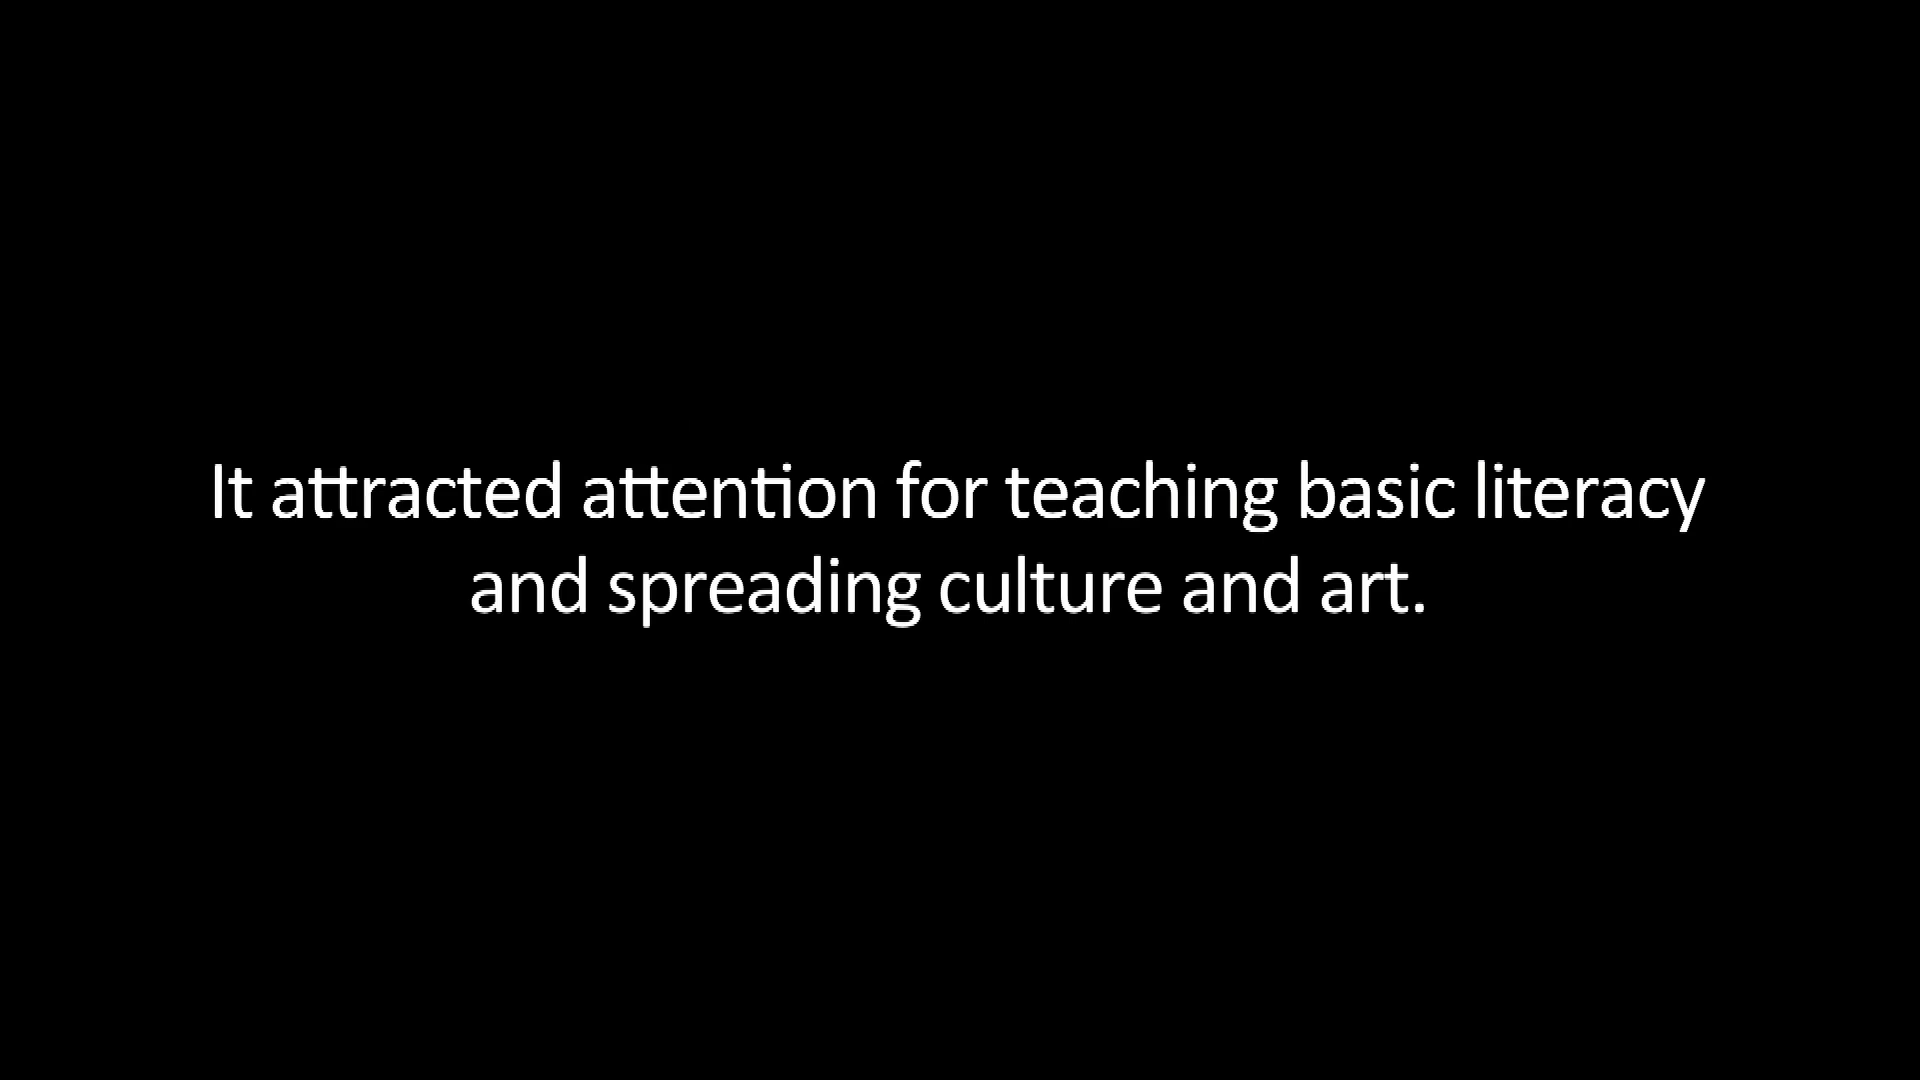 It attracted attention for teaching basic literacy
and spreading culture and art.